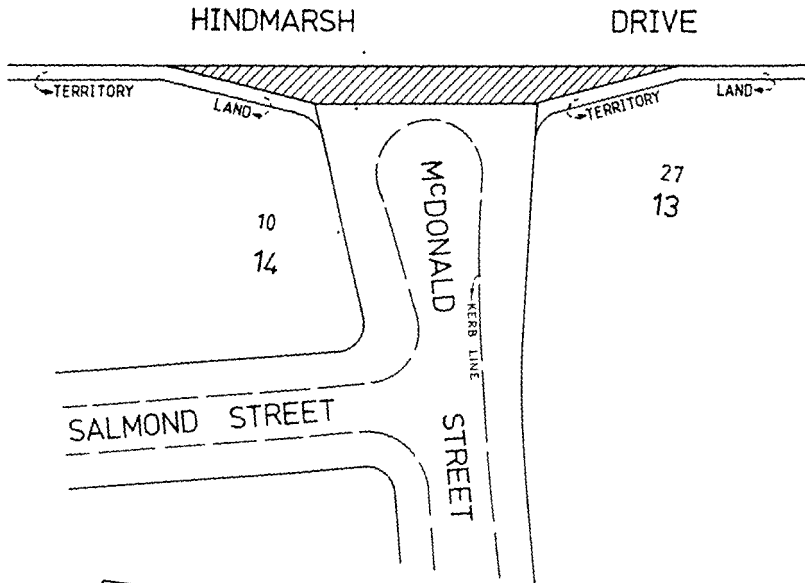 HINDMARSH DRIVE
TERRITORY
LAND
TERRITORY
LAND
McDONALD
STREET
10
14
27
13
KERB LINE
SALMOND STREET